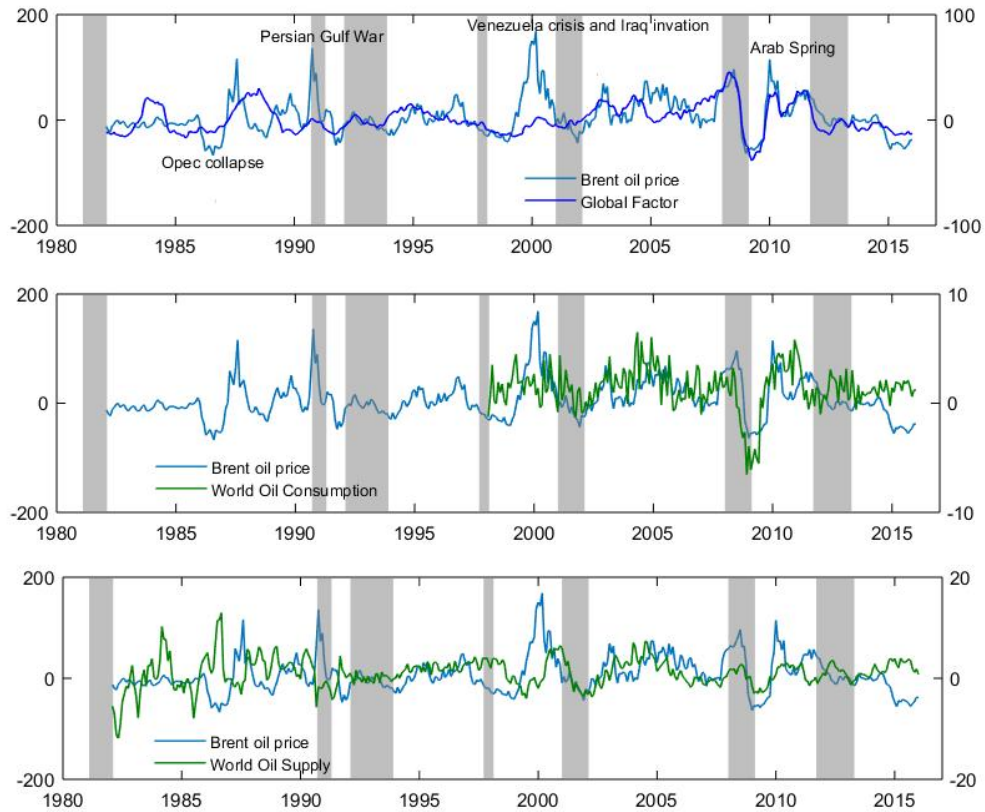 200
100
Venezuela crisis and Iraq invation
Persian Gulf War
Arab Spring
0
0
Opec collapse
Brent oil price
Global Factor
-200
-100
1980 1985 1990 1995 2000 2005 2010 2015
200
10
0
0
Brent oil price
World Oil Consumption
-200
-10
1980 1985 1990 1995 2000 2005 2010 2015
200
20
0
0
Brent oil price
World Oil Supply
-200
-20
1980 1985 1990 1995 2000 2005 2010 2015